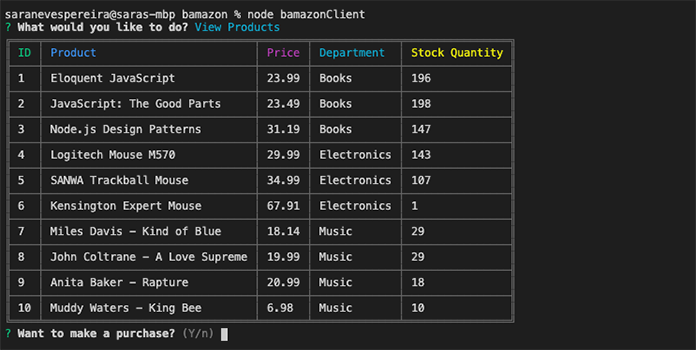 saranevespereira@saras-mbp bamazon % node bamazonClient
? What would you like to do? View Products
ID Product Price Department Stock Quantity
1 Eloquent JavaScript 23.99 Books 196
2 JavaScript: The Good Parts 23.49 Books 198
3 Node.js Design Patterns 31.19 Books 147
4 Logitech Mouse M570 29.99 Electronics 143
5 SANWA Trackball Mouse 34.99 Electronics 107
6 Kensington Expert Mouse 67.91 Electronics 1
7 Miles Davis - Kind of Blue 18.14 Music 29
8 John Coltrane - A Love Supreme 19.99 Music 29
9 Anita Baker - Rapture 20.99 Music 18
10 Muddy Waters - King Bee 6.98 Music 10
? Want to make a purchase? (Y/n)